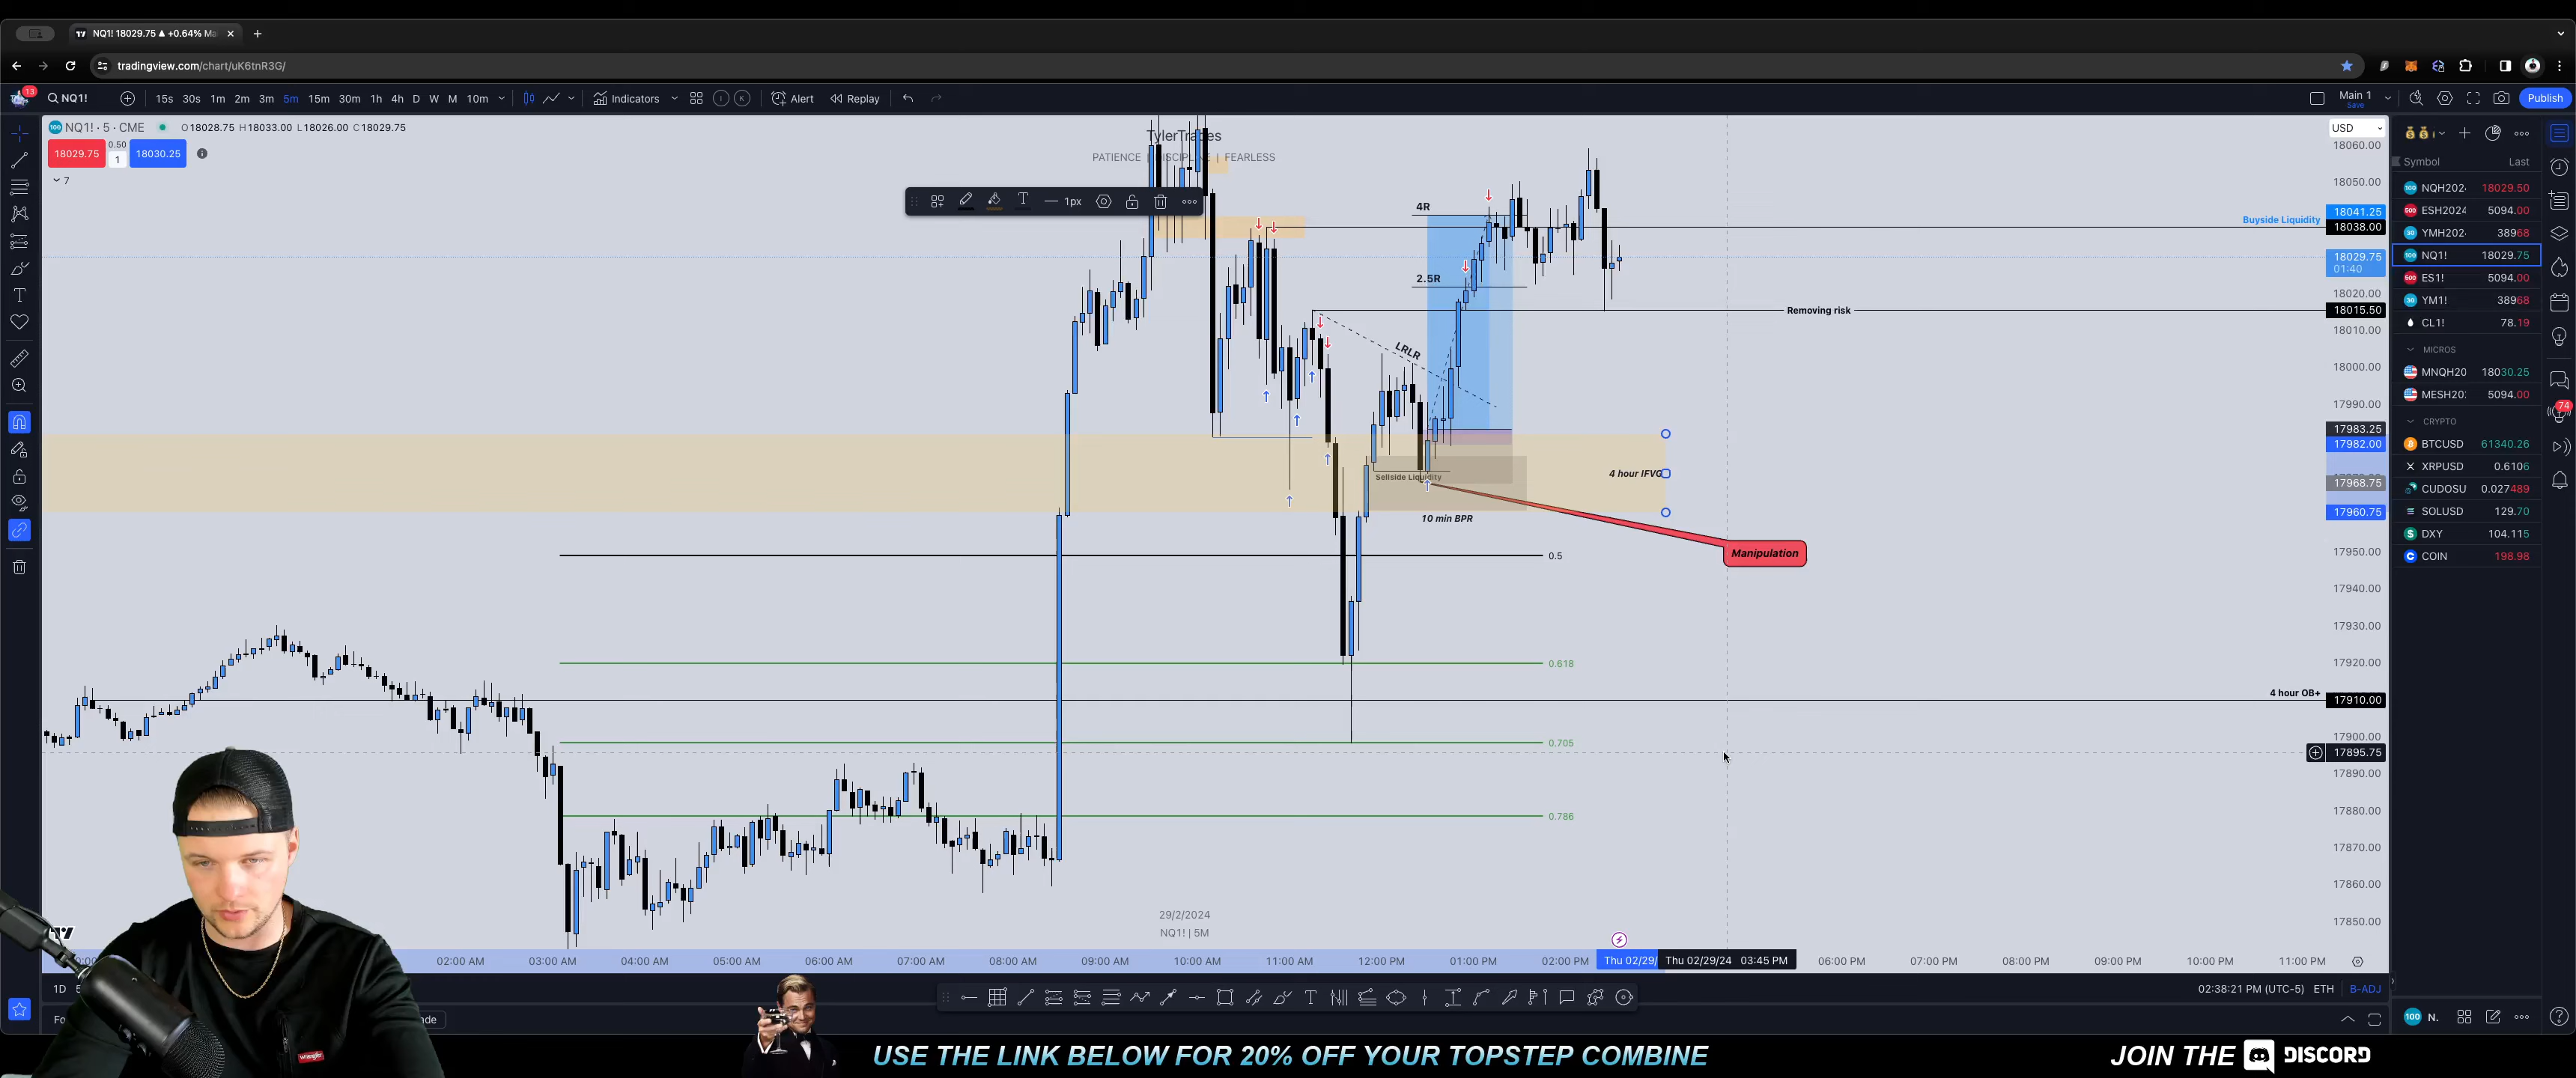 NQ1! 18029.75 ▲ +0.64% Ma
tradingview.com/chart/uK6tnR3G/
13
NQ1!
15s 30s 1m 2m 3m 5m 15m 30m 1h 4h D W M 10m
Indicators
Alert
Replay
Main 1
Save
Publish
NQ1! · 5 · CME
O18028.75 H18033.00 L18026.00 C18029.75
18029.75
0.50
1
18030.25
7
TylerTrades
PATIENCE | DISCIPLINE | FEARLESS
1px
4R
2.5R
LRLR
Buyside Liquidity
Removing risk
4 hour IFVG
Sellside Liquidity
10 min BPR
Manipulation
0.5
0.618
4 hour OB+
0.705
0.786
29/2/2024
NQ1! | 5M
USD
18060.00
18050.00
18041.25
18038.00
18029.75
01:40
18020.00
18015.50
18010.00
18000.00
17990.00
17983.25
17982.00
17968.75
17960.75
17950.00
17940.00
17930.00
17920.00
17910.00
17900.00
17895.75
17890.00
17880.00
17870.00
17860.00
17850.00
02:00 AM 03:00 AM 04:00 AM 05:00 AM 06:00 AM 07:00 AM 08:00 AM 09:00 AM 10:00 AM 11:00 AM 12:00 PM 01:00 PM 02:00 PM Thu 02/29/ Thu 02/29/24 03:45 PM 06:00 PM 07:00 PM 08:00 PM 09:00 PM 10:00 PM 11:00 PM
1D
02:38:21 PM (UTC-5) ETH B-ADJ
Symbol Last
NQH202 18029.50
ESH2024 5094.00
YMH202 38968
NQ1! 18029.75
ES1! 5094.00
YM1! 38968
CL1! 78.19
MICROS
MNQH20 18030.25
MESH20 5094.00
CRYPTO
BTCUSD 61340.26
XRPUSD 0.6106
CUDOSU 0.027489
SOLUSD 129.70
DXY 104.115
COIN 198.98
74
N.
wrangler
USE THE LINK BELOW FOR 20% OFF YOUR TOPSTEP COMBINE
JOIN THE DISCORD